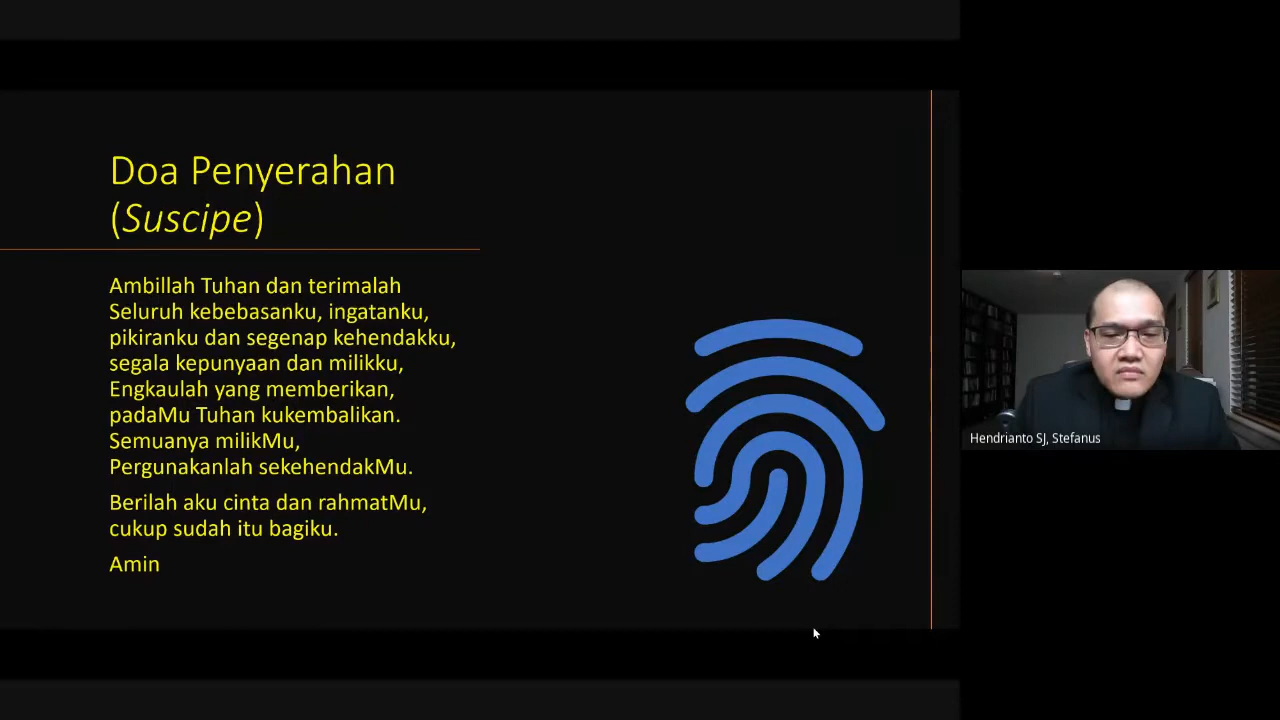 Doa Penyerahan
(Suscipe)
Ambillah Tuhan dan terimalah
Seluruh kebebasanku, ingatanku,
pikiranku dan segenap kehendakku,
segala kepunyaan dan milikku,
Engkaulah yang memberikan,
padaMu Tuhan kukembalikan.
Semuanya milikMu,
Pergunakanlah sekehendakMu.
Berilah aku cinta dan rahmatMu,
cukup sudah itu bagiku.
Amin
Hendrianto SJ, Stefanus